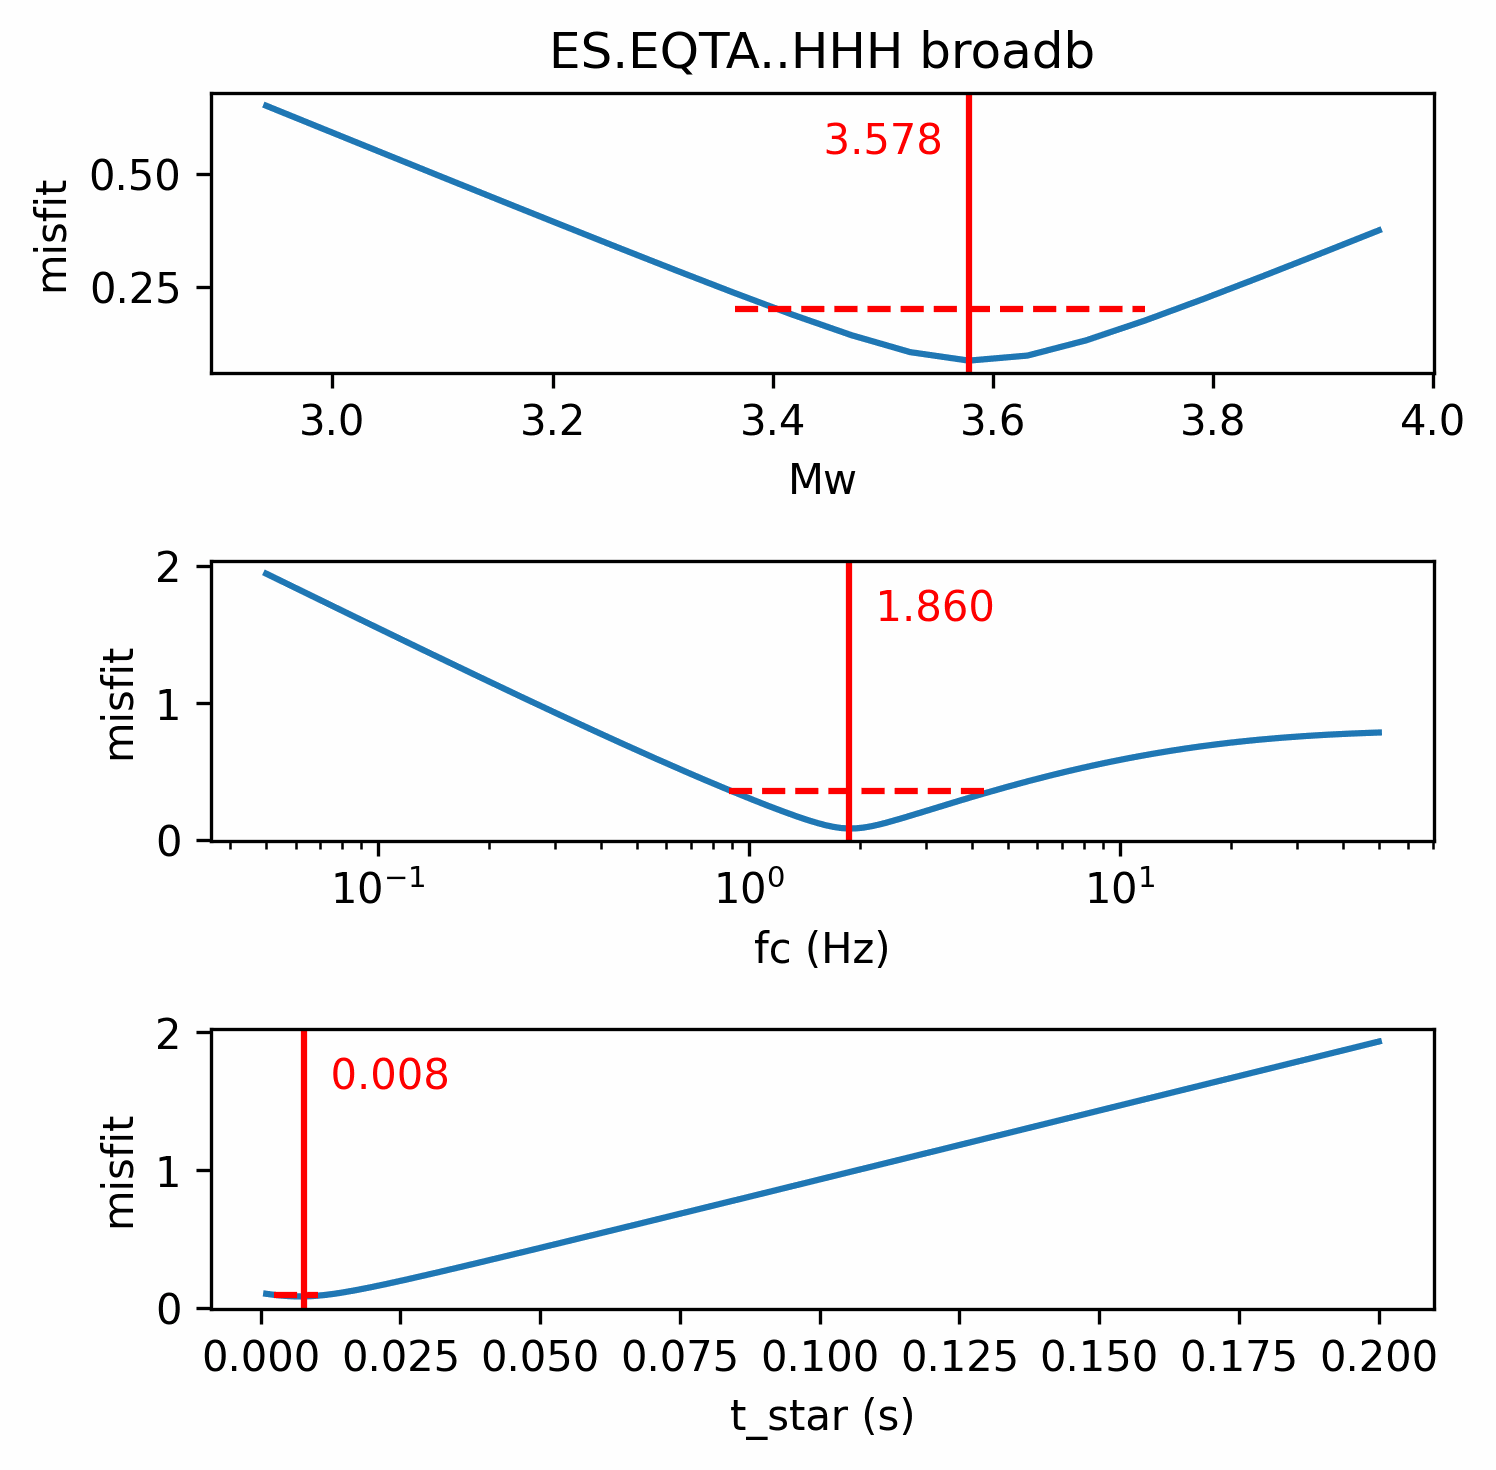 ES.EQTA..HHH broadb
3.578
misfit
0.50
0.25
3.0 3.2 3.4 3.6 3.8 4.0
Mw
1.860
misfit
2
1
0
10⁻¹ 10⁰ 10¹
fc (Hz)
0.008
misfit
2
1
0
0.000 0.025 0.050 0.075 0.100 0.125 0.150 0.175 0.200
t_star (s)